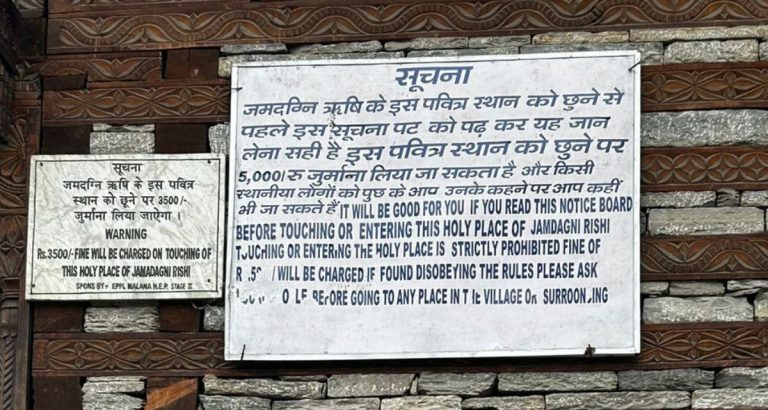 सूचना
जमदग्नि ऋषि के इस पवित्र
स्थान को छूने पर 3500/-
जुर्माना लिया जाऐगा ।
WARNING
Rs.3500/-FINE WILL BE CHARGED ON TOUCHING OF
THIS HOLY PLACE OF JAMADAGNI RISHI
SPONS BY:- EPPL MALANA H.E.P. STAGE II
सूचना
जमदग्नि ऋषि के इस पवित्र स्थान को छुने से
पहले इस सूचना पट को पढ़ कर यह जान
लेना सही है इस पवित्र स्थान को छुने पर
5,000/रु जुर्माना लिया जा सकता है और किसी
स्थानीया लोगों को पुछ के आप उनके कहने पर आप कहीं
भी जा सकते हैं IT WILL BE GOOD FOR YOU IF YOU READ THIS NOTICE BOARD
BEFORE TOUCHING OR ENTERING THIS HOLY PLACE OF JAMDAGNI RISHI
TOUCHING OR ENTERING THE HOLY PLACE IS STRICTLY PROHIBITED FINE OF
/ WILL BE CHARGED IF FOUND DISOBEYING THE RULES PLEASE ASK
BEFORE GOING TO ANY PLACE IN VILLAGE OR